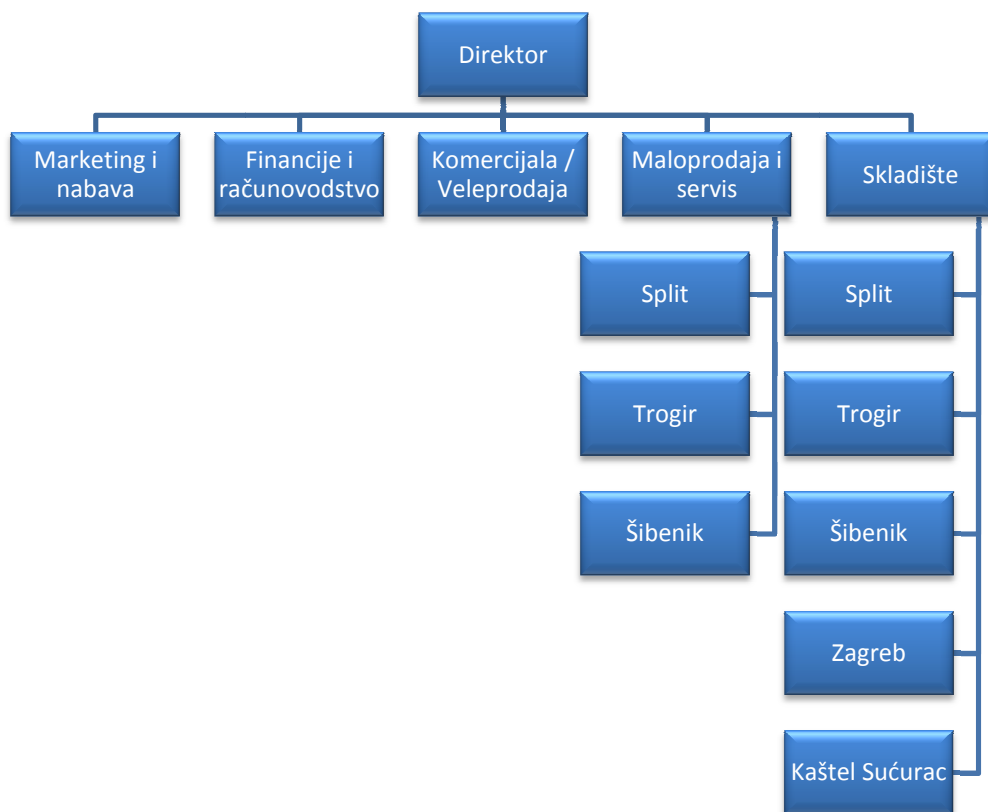 Direktor
Marketing i
nabava
Financije i
računovodstvo
Komercijala /
Veleprodaja
Maloprodaja i
servis
Skladište
Split
Trogir
Šibenik
Split
Trogir
Šibenik
Zagreb
Kaštel Sućurac